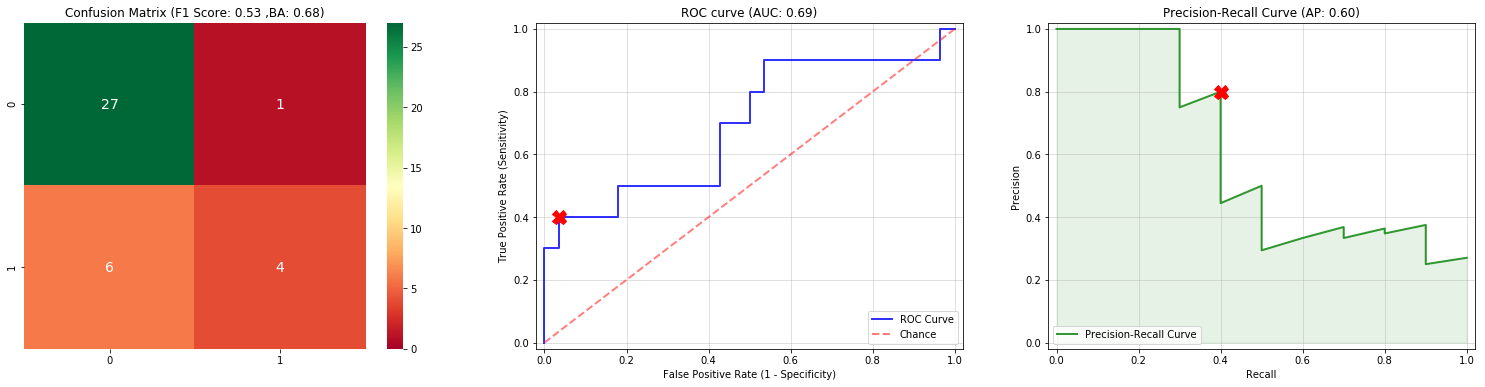 Confusion Matrix (F1 Score: 0.53 ,BA: 0.68)
0
1
27
1
6
4
0
1
25
20
15
10
5
0
ROC curve (AUC: 0.69)
True Positive Rate (Sensitivity)
1.0
0.8
0.6
0.4
0.2
0.0
ROC Curve
Chance
0.0 0.2 0.4 0.6 0.8 1.0
False Positive Rate (1 - Specificity)
Precision-Recall Curve (AP: 0.60)
Precision
1.0
0.8
0.6
0.4
0.2
0.0
Precision-Recall Curve
0.0 0.2 0.4 0.6 0.8 1.0
Recall